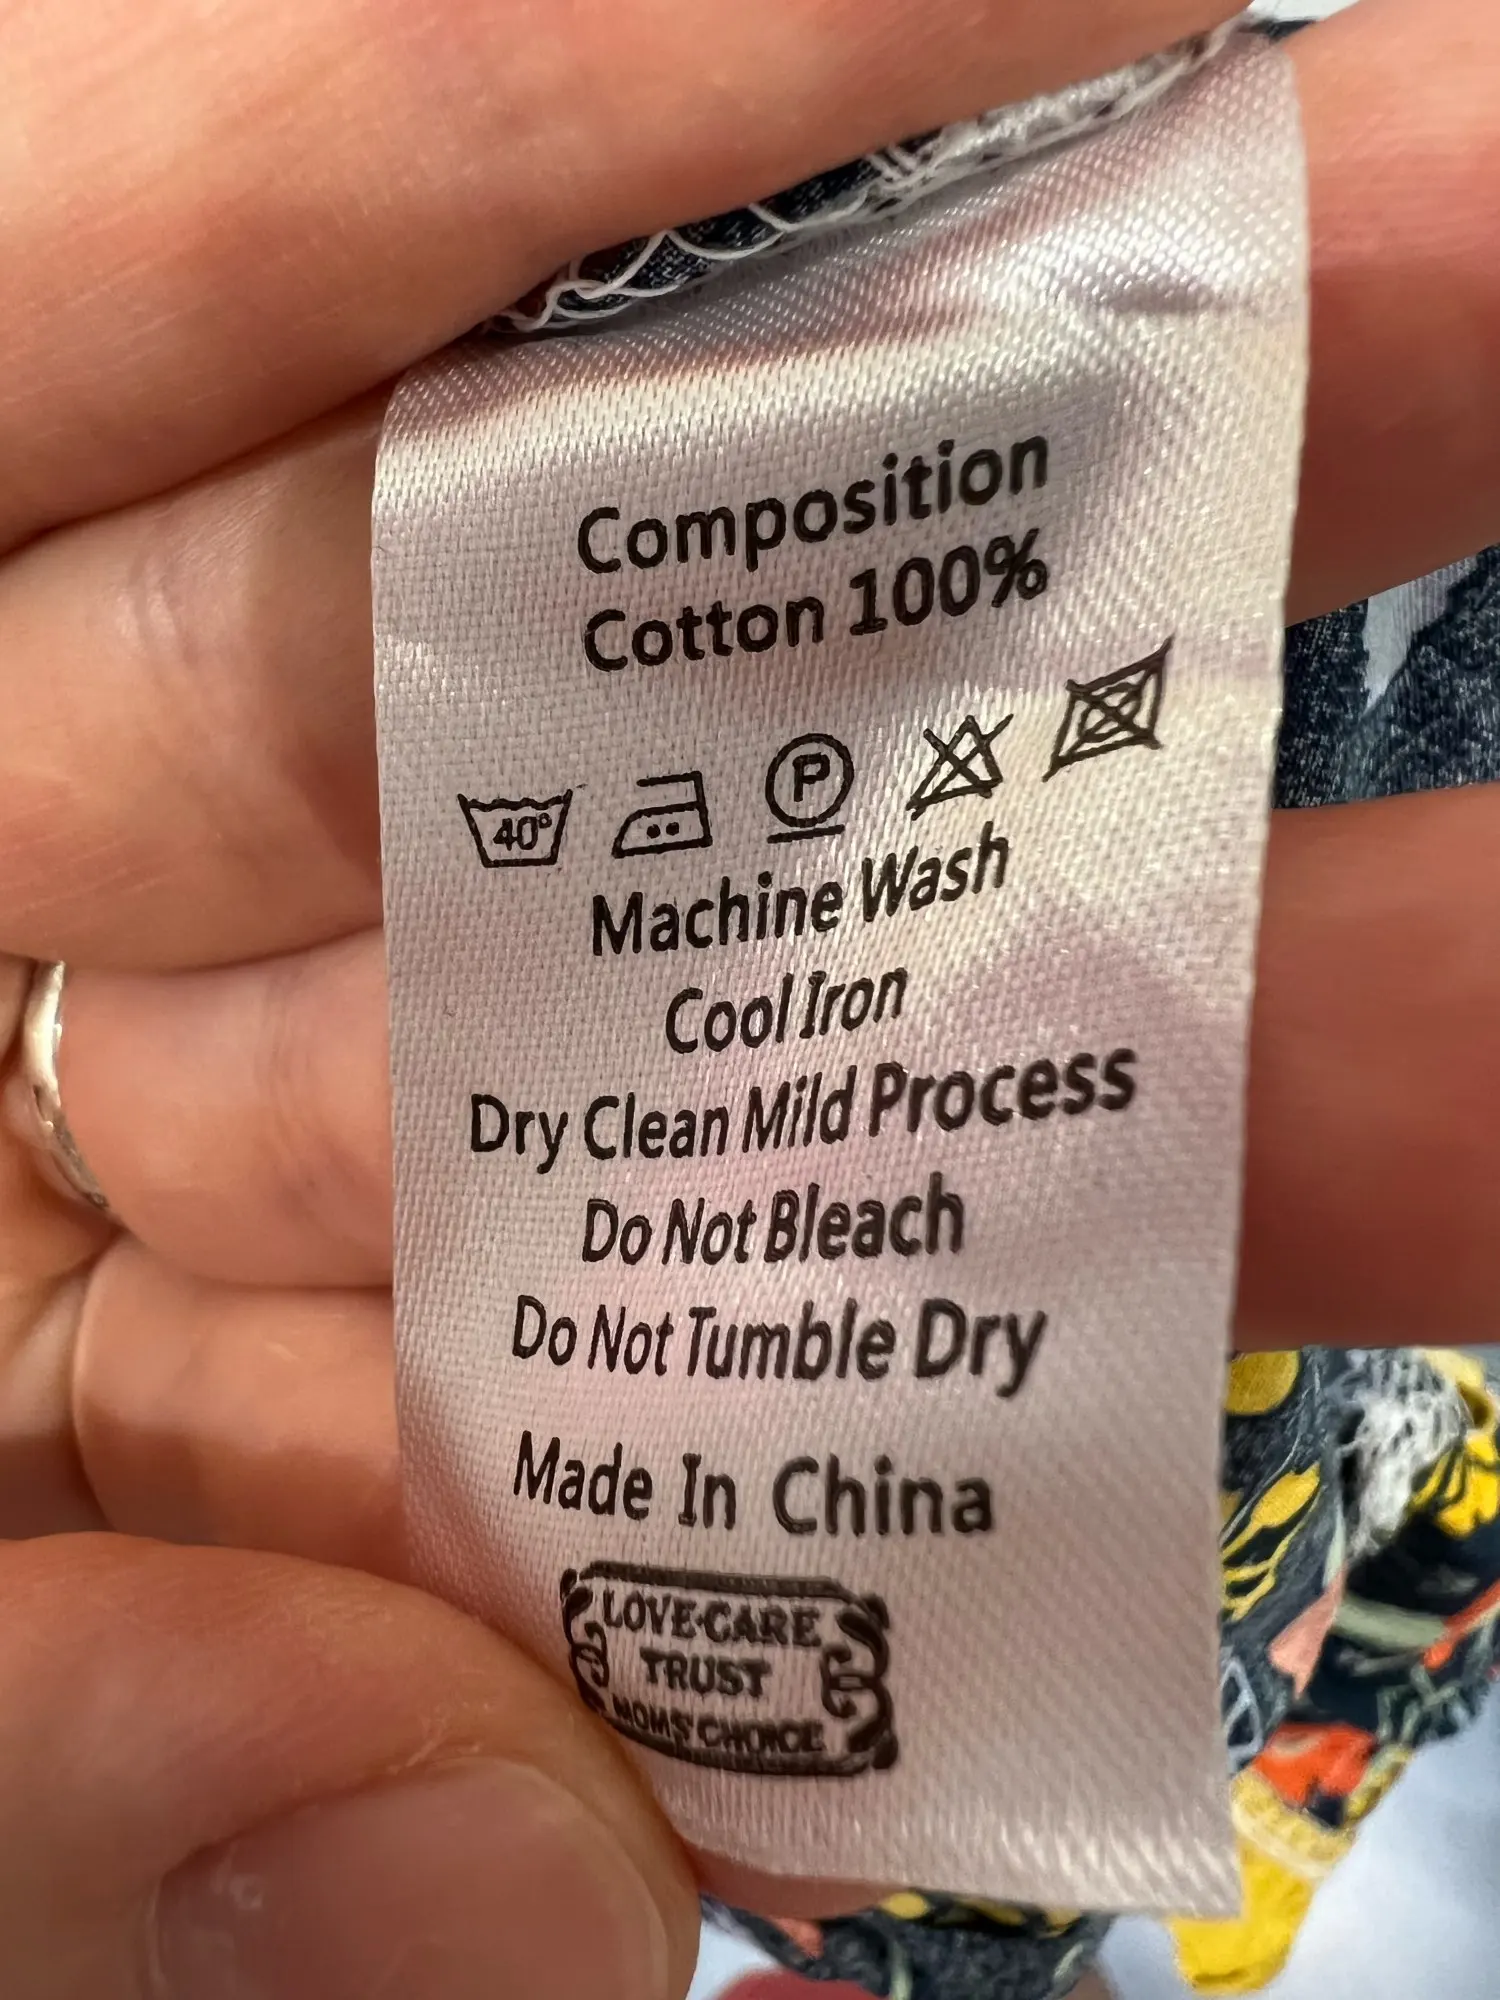 Composition
Cotton 100%
40° P
Machine Wash
Cool Iron
Dry Clean Mild Process
Do Not Bleach
Do Not Tumble Dry
Made In China
LOVE·CARE
TRUST
MOMS'CHOICE